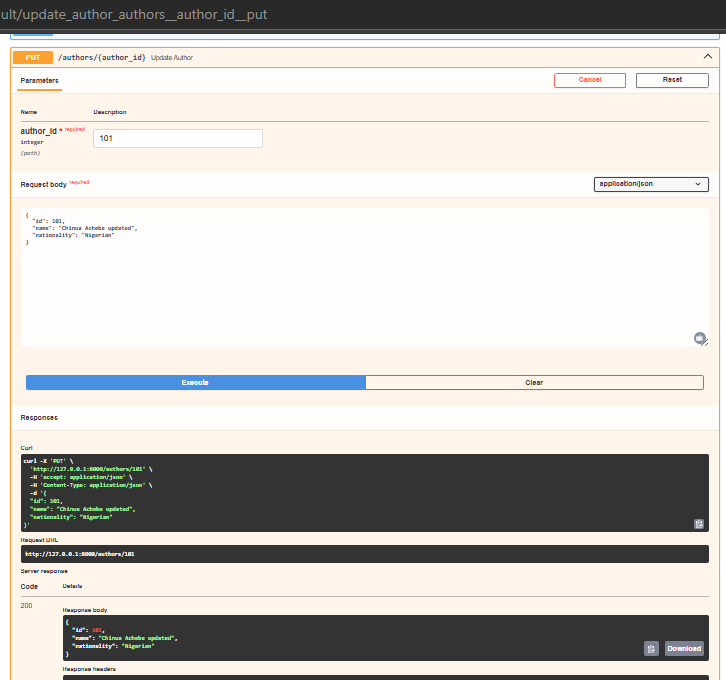 ult/update_author_authors__author_id__put
PUT /authors/{author_id} Update Author
Parameters Cancel Reset
Name Description
author_id * required 101
integer
(path)
Request body required application/json
{
"id": 101,
"name": "Chinua Achebe updated",
"nationality": "Nigerian"
}
Execute Clear
Responses
Curl
curl -X 'PUT' \
'http://127.0.0.1:8000/authors/101' \
-H 'accept: application/json' \
-H 'Content-Type: application/json' \
-d '{
"id": 101,
"name": "Chinua Achebe updated",
"nationality": "Nigerian"
}'
Request URL
http://127.0.0.1:8000/authors/101
Server response
Code Details
200
Response body
{
"id": 101,
"name": "Chinua Achebe updated",
"nationality": "Nigerian"
}
Download
Response headers